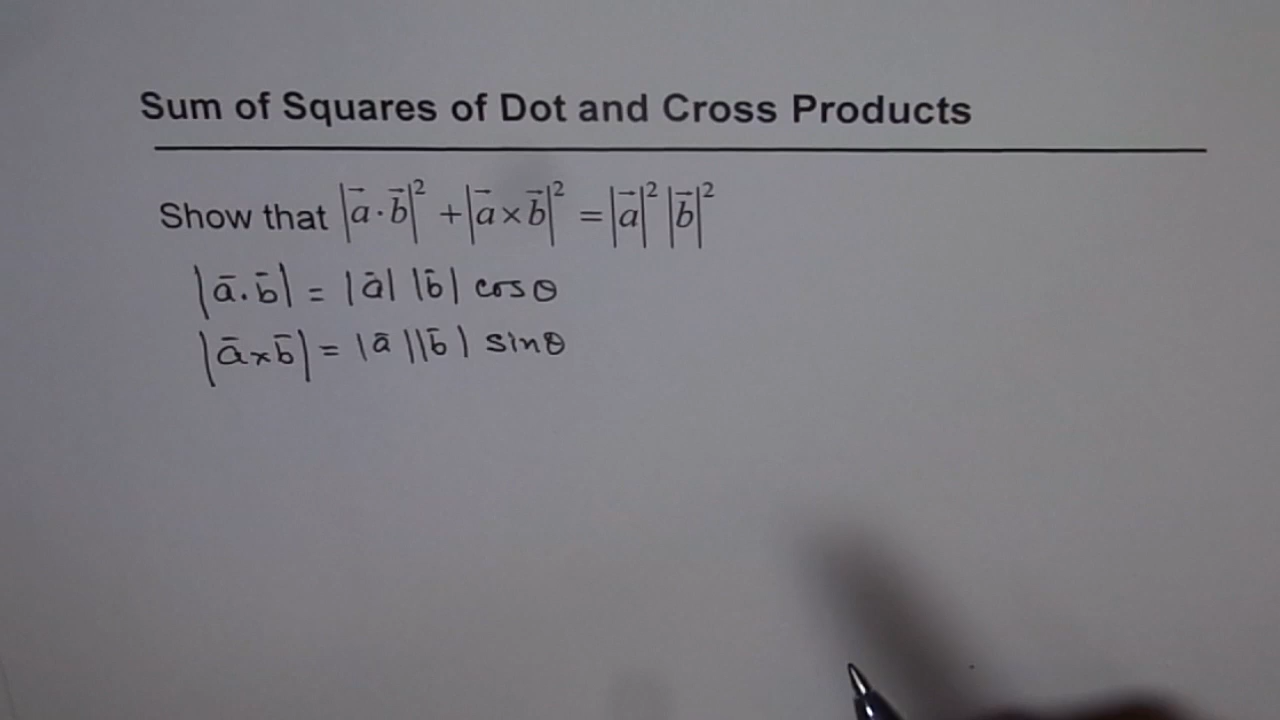 Sum of Squares of Dot and Cross Products
Show that |a⃗ · b⃗|² + |a⃗ × b⃗|² = |a⃗|² |b⃗|²
|a̅ . b̅| = |a̅| |b̅| cos θ
|a̅ × b̅| = |a̅| |b̅| sin θ